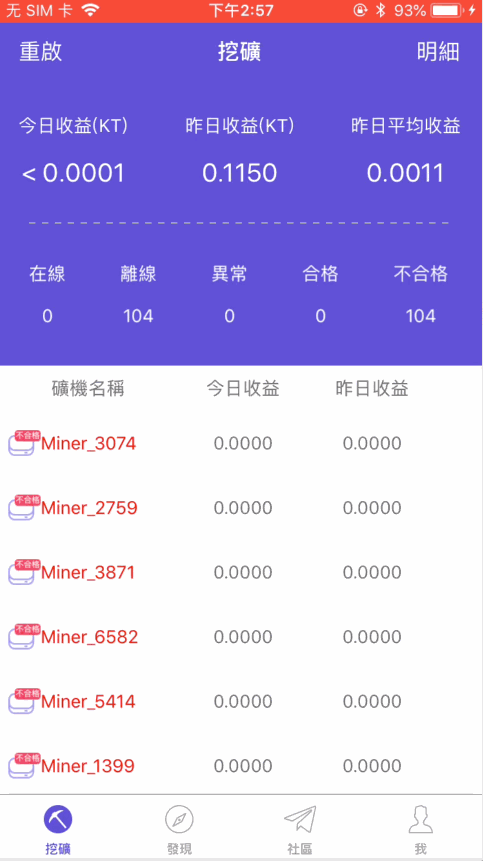 無 SIM 卡 下午2:57 93%
重啟 挖礦 明細
今日收益(KT) 昨日收益(KT) 昨日平均收益
< 0.0001 0.1150 0.0011
在線 離線 異常 合格 不合格
0 104 0 0 104
礦機名稱 今日收益 昨日收益
不合格 Miner_3074 0.0000 0.0000
不合格 Miner_2759 0.0000 0.0000
不合格 Miner_3871 0.0000 0.0000
不合格 Miner_6582 0.0000 0.0000
不合格 Miner_5414 0.0000 0.0000
不合格 Miner_1399 0.0000 0.0000
挖礦 發現 社區 我